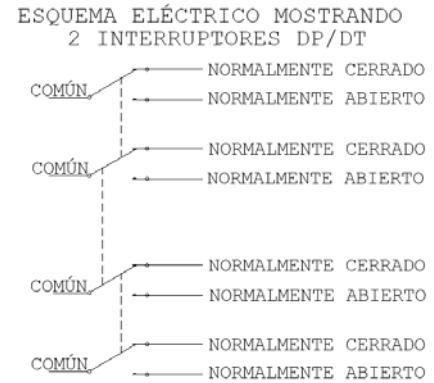 ESQUEMA ELÉCTRICO MOSTRANDO
2 INTERRUPTORES DP/DT
NORMALMENTE CERRADO
COMÚN
NORMALMENTE ABIERTO
NORMALMENTE CERRADO
COMÚN
NORMALMENTE ABIERTO
NORMALMENTE CERRADO
COMÚN
NORMALMENTE ABIERTO
NORMALMENTE CERRADO
COMÚN
NORMALMENTE ABIERTO